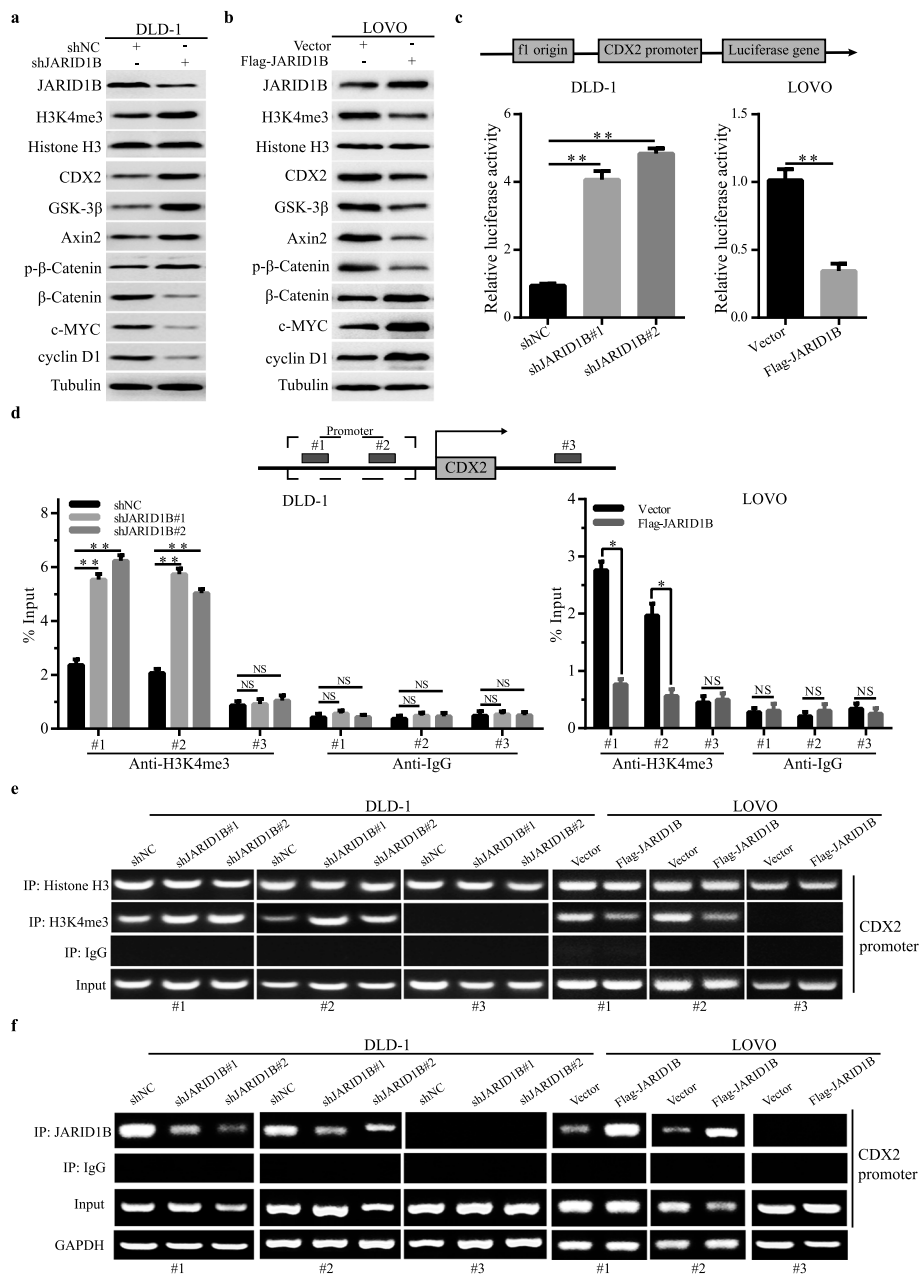 a
DLD-1
shNC + -
shJARID1B - +
JARID1B
H3K4me3
Histone H3
CDX2
GSK-3β
Axin2
p-β-Catenin
β-Catenin
c-MYC
cyclin D1
Tubulin
b
LOVO
Vector + -
Flag-JARID1B - +
JARID1B
H3K4me3
Histone H3
CDX2
GSK-3β
Axin2
p-β-Catenin
β-Catenin
c-MYC
cyclin D1
Tubulin
c
f1 origin CDX2 promoter Luciferase gene
DLD-1
Relative luciferase activity
6
4
2
0
**
**
shNC shJARID1B#1 shJARID1B#2
LOVO
Relative luciferase activity
1.5
1.0
0.5
0.0
**
Vector Flag-JARID1B
d
Promoter
#1 #2 #3
CDX2
DLD-1
shNC
shJARID1B#1
shJARID1B#2
% Input
8
6
4
2
0
** **
** **
NS NS NS NS
NS NS NS NS
#1 #2 #3 #1 #2 #3
Anti-H3K4me3 Anti-IgG
LOVO
Vector
Flag-JARID1B
% Input
4
3
2
1
0
* *
NS NS NS NS
#1 #2 #3 #1 #2 #3
Anti-H3K4me3 Anti-IgG
e
DLD-1 LOVO
shNC shJARID1B#1 shJARID1B#2 shNC shJARID1B#1 shJARID1B#2 shNC shJARID1B#1 shJARID1B#2 Vector Flag-JARID1B Vector Flag-JARID1B Vector Flag-JARID1B
IP: Histone H3
IP: H3K4me3
IP: IgG
Input
CDX2
promoter
#1 #2 #3 #1 #2 #3
f
DLD-1 LOVO
shNC shJARID1B#1 shJARID1B#2 shNC shJARID1B#1 shJARID1B#2 shNC shJARID1B#1 shJARID1B#2 Vector Flag-JARID1B Vector Flag-JARID1B Vector Flag-JARID1B
IP: JARID1B
IP: IgG
Input
GAPDH
CDX2
promoter
#1 #2 #3 #1 #2 #3